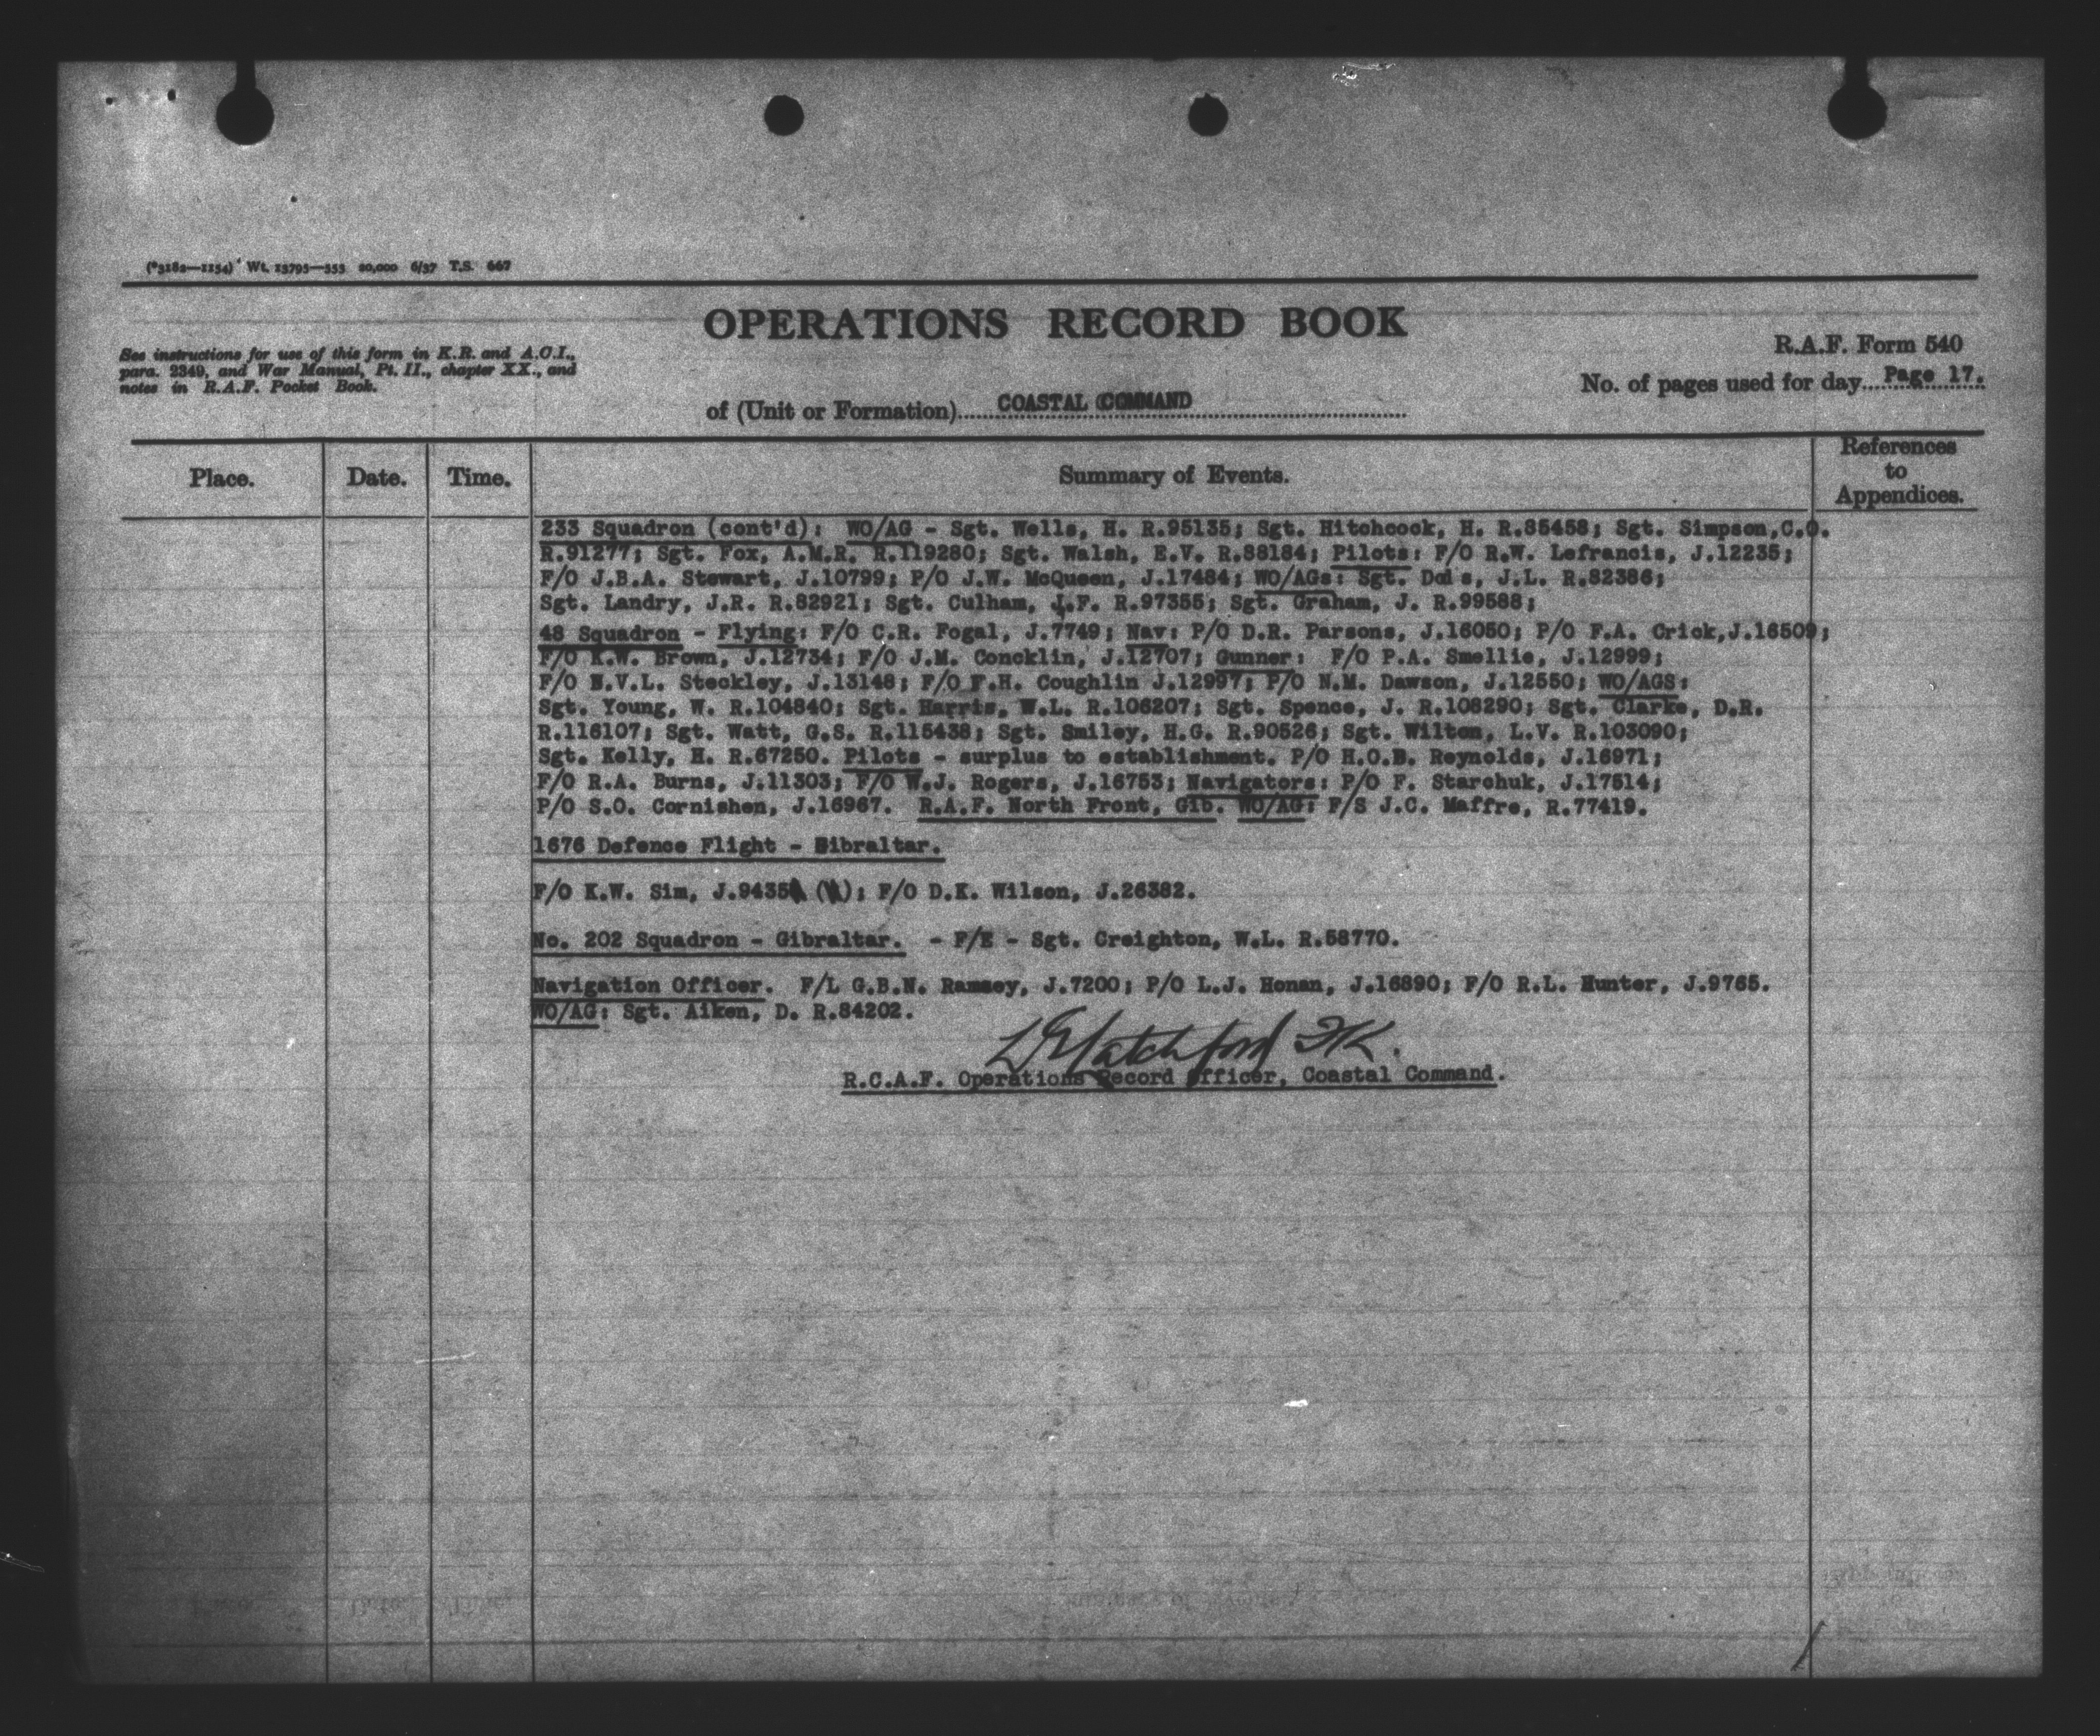 (*3182—1154) Wt. 13795—553 20,000 6/37 T.S. 667
OPERATIONS RECORD BOOK
See instructions for use of this form in K.R. and A.C.I.,
para. 2349, and War Manual, Pt. II., chapter XX., and
notes in R.A.F. Pocket Book.
R.A.F. Form 540
No. of pages used for day Page 17.
of (Unit or Formation) COASTAL COMMAND
Place. Date. Time. Summary of Events. References to Appendices.
233 Squadron (cont'd); WO/AG - Sgt. Wells, H. R.95135; Sgt. Hitchcock, H. R.85458; Sgt. Simpson,C.O.
R.91277; Sgt. Fox, A.M.R. R.119280; Sgt. Walsh, E.V. R.88184; Pilots: F/O R.W. Lefrancis, J.12235;
F/O J.B.A. Stewart, J.10799; P/O J.W. McQueen, J.17484; WO/AGs: Sgt. J.L. R.82386;
Sgt. Landry, J.R. R.82921; Sgt. Culham, J.F. R.97355; Sgt. Graham, J. R.99588;
48 Squadron - Flying: F/O C.R. Fogal, J.7749; Nav: P/O D.R. Parsons, J.16050; P/O F.A. Crick,J.16509;
F/O K.W. Brown, J.12734; F/O J.M. Concklin, J.12707; Gunner: F/O P.A. Smellie, J.12999;
F/O N.V.L. Steckley, J.13148; F/O F.H. Coughlin J.12997; P/O N.M. Dawson, J.12550; WO/AGS:
Sgt. Young, W. R.104840; Sgt. Harris, W.L. R.106207; Sgt. Spence, J. R.108290; Sgt. Clarke, D.R.
R.116107; Sgt. Watt, G.S. R.115438; Sgt. Smiley, H.G. R.90526; Sgt. Wilton, L.V. R.103090;
Sgt. Kelly, H. R.67250. Pilots - surplus to establishment. P/O H.O.B. Reynolds, J.16971;
F/O R.A. Burns, J.11303; F/O W.J. Rogers, J.16753; Navigators: P/O F. Starchuk, J.17514;
P/O S.O. Cornishen, J.16967. R.A.F. North Front, Gib. WO/AG: F/S J.C. Maffre, R.77419.
1676 Defence Flight - Gibraltar.
F/O K.W. Sim, J.9435 ( ); F/O D.K. Wilson, J.26382.
No. 202 Squadron - Gibraltar. - F/E - Sgt. Creighton, W.L. R.58770.
Navigation Officer. F/L G.B.N. Ramsey, J.7200; P/O L.J. Honan, J.16890; F/O R.L. Hunter, J.9765.
WO/AG: Sgt. Aiken, D. R.84202.
R.C.A.F. Operations Record Officer, Coastal Command.